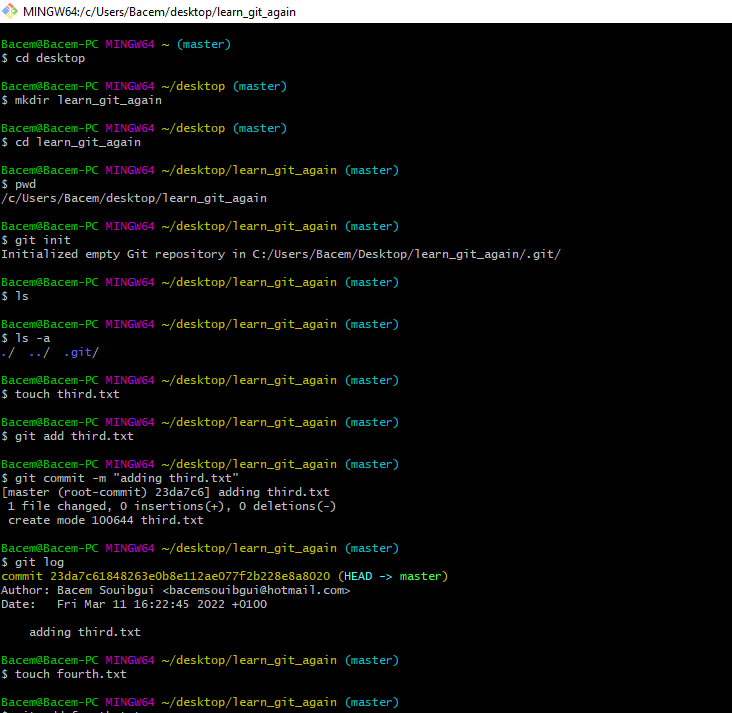 MINGW64:/c/Users/Bacem/desktop/learn_git_again
Bacem@Bacem-PC MINGW64 ~ (master)
$ cd desktop
Bacem@Bacem-PC MINGW64 ~/desktop (master)
$ mkdir learn_git_again
Bacem@Bacem-PC MINGW64 ~/desktop (master)
$ cd learn_git_again
Bacem@Bacem-PC MINGW64 ~/desktop/learn_git_again (master)
$ pwd
/c/Users/Bacem/desktop/learn_git_again
Bacem@Bacem-PC MINGW64 ~/desktop/learn_git_again (master)
$ git init
Initialized empty Git repository in C:/Users/Bacem/Desktop/learn_git_again/.git/
Bacem@Bacem-PC MINGW64 ~/desktop/learn_git_again (master)
$ ls
Bacem@Bacem-PC MINGW64 ~/desktop/learn_git_again (master)
$ ls -a
./  ../  .git/
Bacem@Bacem-PC MINGW64 ~/desktop/learn_git_again (master)
$ touch third.txt
Bacem@Bacem-PC MINGW64 ~/desktop/learn_git_again (master)
$ git add third.txt
Bacem@Bacem-PC MINGW64 ~/desktop/learn_git_again (master)
$ git commit -m "adding third.txt"
[master (root-commit) 23da7c6] adding third.txt
 1 file changed, 0 insertions(+), 0 deletions(-)
 create mode 100644 third.txt
Bacem@Bacem-PC MINGW64 ~/desktop/learn_git_again (master)
$ git log
commit 23da7c61848263e0b8e112ae077f2b228e8a8020 (HEAD -> master)
Author: Bacem Souibgui <bacemsouibgui@hotmail.com>
Date:   Fri Mar 11 16:22:45 2022 +0100
    adding third.txt
Bacem@Bacem-PC MINGW64 ~/desktop/learn_git_again (master)
$ touch fourth.txt
Bacem@Bacem-PC MINGW64 ~/desktop/learn_git_again (master)